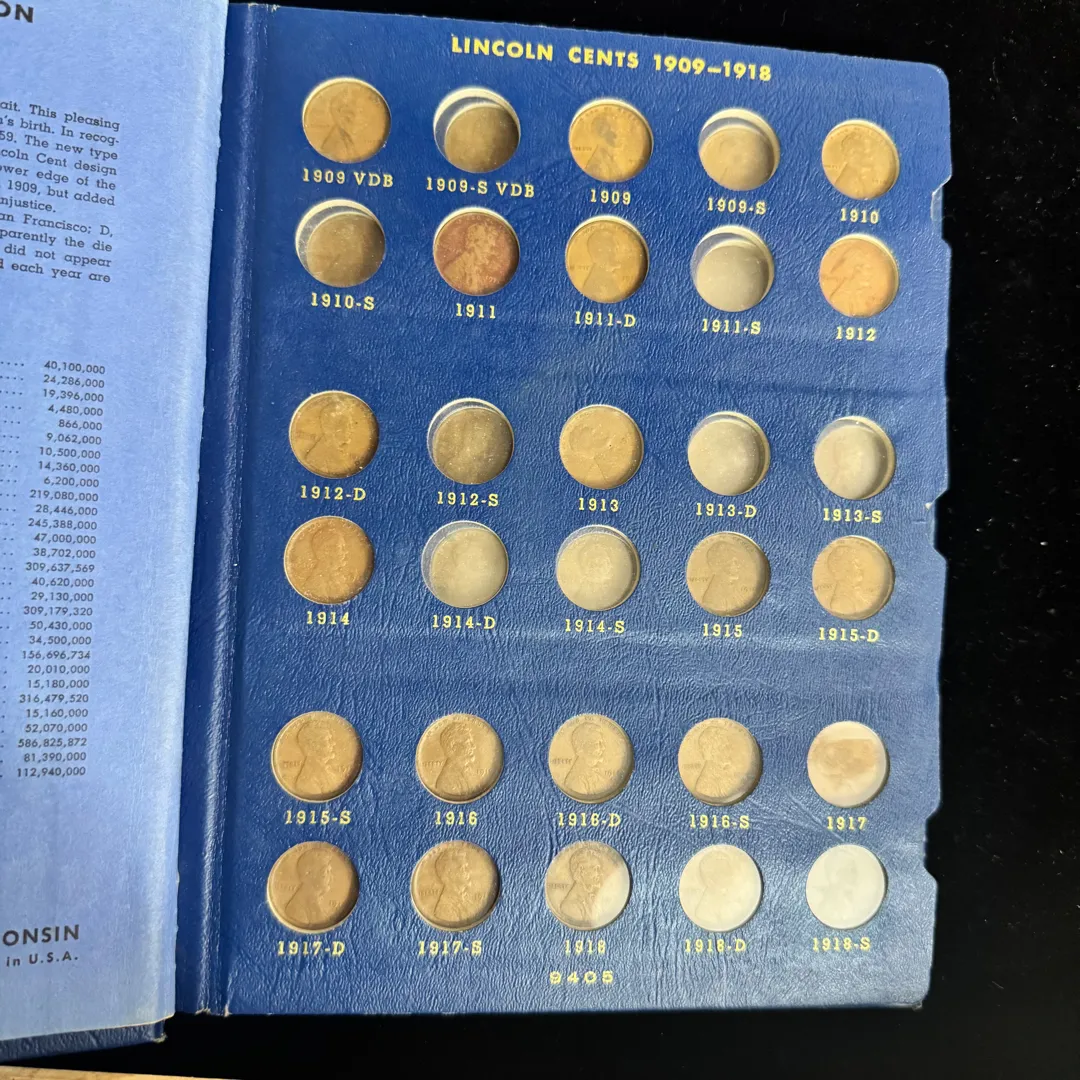 ON
ait. This pleasing
's birth. In recog-
59. The new type
coln Cent design
ower edge of the
1909, but added
njustice.
an Francisco; D,
parently the die
did not appear
d each year are
.... 40,100,000
... 24,286,000
... 19,396,000
... 4,480,000
... 866,000
... 9,062,000
... 10,500,000
... 14,360,000
... 6,200,000
.. 219,080,000
... 28,446,000
.. 245,388,000
... 47,000,000
... 38,702,000
.. 309,637,569
.. 40,620,000
.. 29,130,000
.. 309,179,320
.. 50,430,000
.. 34,500,000
. 156,696,734
. 20,010,000
.. 15,180,000
. 316,479,520
. 15,160,000
. 52,070,000
. 586,825,872
. 81,390,000
. 112,940,000
ONSIN
in U.S.A.
LINCOLN CENTS 1909–1918
1909 VDB
1909-S VDB
1909
1909-S
1910
1910-S
1911
1911-D
1911-S
1912
1912-D
1912-S
1913
1913-D
1913-S
1914
1914-D
1914-S
1915
1915-D
1915-S
1916
1916-D
1916-S
1917
1917-D
1917-S
1918
1918-D
1918-S
9405